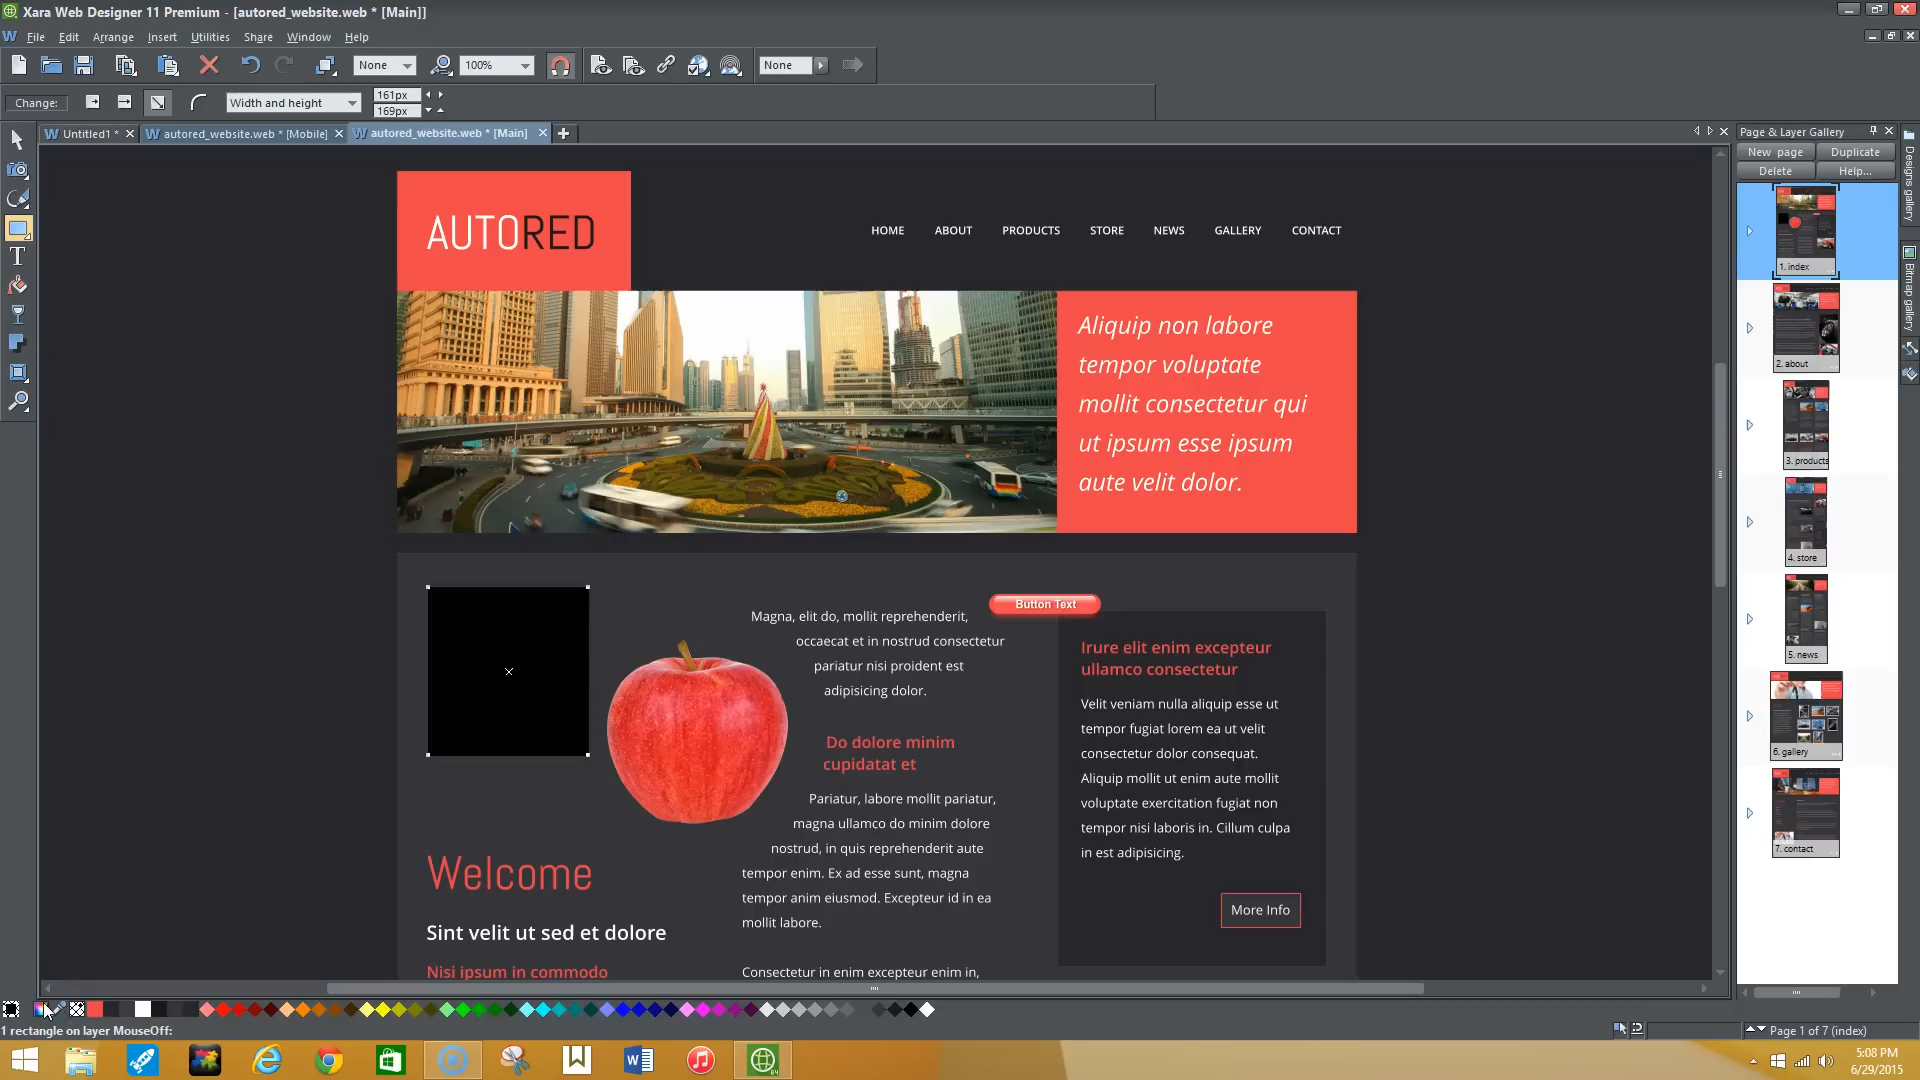 Xara Web Designer 11 Premium - [autored_website.web * [Main]]
File Edit Arrange Insert Utilities Share Window Help
None 100% None
Change: Width and height 161px
169px
Untitled1 * autored_website.web * [Mobile] autored_website.web * [Main]
Page & Layer Gallery
New page Duplicate
Delete Help...
Designs gallery
Bitmap gallery
1. index
2. about
3. products
4. store
5. news
6. gallery
7. contact
AUTORED
HOME ABOUT PRODUCTS STORE NEWS GALLERY CONTACT
Aliquip non labore
tempor voluptate
mollit consectetur qui
ut ipsum esse ipsum
aute velit dolor.
Button Text
Magna, elit do, mollit reprehenderit,
occaecat et in nostrud consectetur
pariatur nisi proident est
adipisicing dolor.
Do dolore minim
cupidatat et
Pariatur, labore mollit pariatur,
magna ullamco do minim dolore
nostrud, in quis reprehenderit aute
tempor enim. Ex ad esse sunt, magna
tempor anim eiusmod. Excepteur id in ea
mollit labore.
Consectetur in enim excepteur enim in,
Irure elit enim excepteur
ullamco consectetur
Velit veniam nulla aliquip esse ut
tempor fugiat lorem ea ut velit
consectetur dolor consequat.
Aliquip mollit ut enim aute mollit
voluptate exercitation fugiat non
tempor nisi laboris in. Cillum culpa
in est adipisicing.
More Info
Welcome
Sint velit ut sed et dolore
Nisi ipsum in commodo
1 rectangle on layer MouseOff:
Page 1 of 7 (index)
5:08 PM
6/29/2015